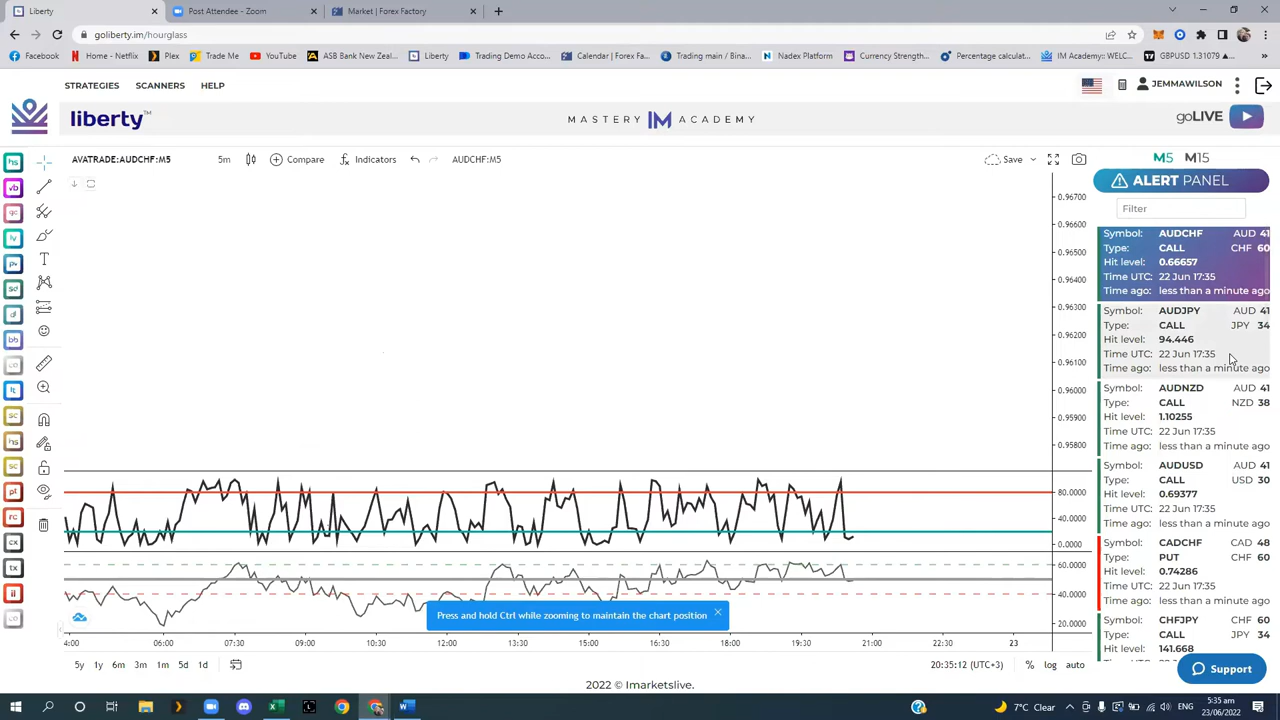 Liberty
Post Attendee - Zoom
Market | Forex Factory
goliberty.im/hourglass
Facebook
Home - Netflix
Plex
Trade Me
YouTube
ASB Bank New Zeal...
Liberty
Trading Demo Accou...
Calendar | Forex Fa...
Trading main / Bina...
Nadex Platform
Currency Strength...
Percentage calculat...
IM Academy:: WELC...
GBPUSD 1.31079 ▲...
STRATEGIES
SCANNERS
HELP
JEMMAWILSON
liberty™
MASTERY IM ACADEMY
goLIVE
AVATRADE:AUDCHF:M5
5m
Compare
Indicators
AUDCHF:M5
Save
M5 M15
ALERT PANEL
Filter
Symbol: AUDCHF AUD 41
Type: CALL CHF 60
Hit level: 0.66657
Time UTC: 22 Jun 17:35
Time ago: less than a minute ago
Symbol: AUDJPY AUD 41
Type: CALL JPY 34
Hit level: 94.446
Time UTC: 22 Jun 17:35
Time ago: less than a minute ago
Symbol: AUDNZD AUD 41
Type: CALL NZD 38
Hit level: 1.10255
Time UTC: 22 Jun 17:35
Time ago: less than a minute ago
Symbol: AUDUSD AUD 41
Type: CALL USD 30
Hit level: 0.69377
Time UTC: 22 Jun 17:35
Time ago: less than a minute ago
Symbol: CADCHF CAD 48
Type: PUT CHF 60
Hit level: 0.74286
Time UTC: 22 Jun 17:35
Time ago: less than a minute ago
Symbol: CHFJPY CHF 60
Type: CALL JPY 34
Hit level: 141.668
0.96700
0.96500
0.96400
0.96300
0.96200
0.96100
0.96000
0.95900
0.95800
80.0000
40.0000
0.0000
60.0000
40.0000
20.0000
Press and hold Ctrl while zooming to maintain the chart position
4:00
06:00
07:30
09:00
10:30
12:00
13:30
15:00
16:30
18:00
19:30
21:00
22:30
23
5y
1y
6m
3m
1m
5d
1d
20:35:12 (UTC+3)
%
log
auto
Support
2022 © Imarketslive.
7°C Clear
5:35 am
23/06/2022